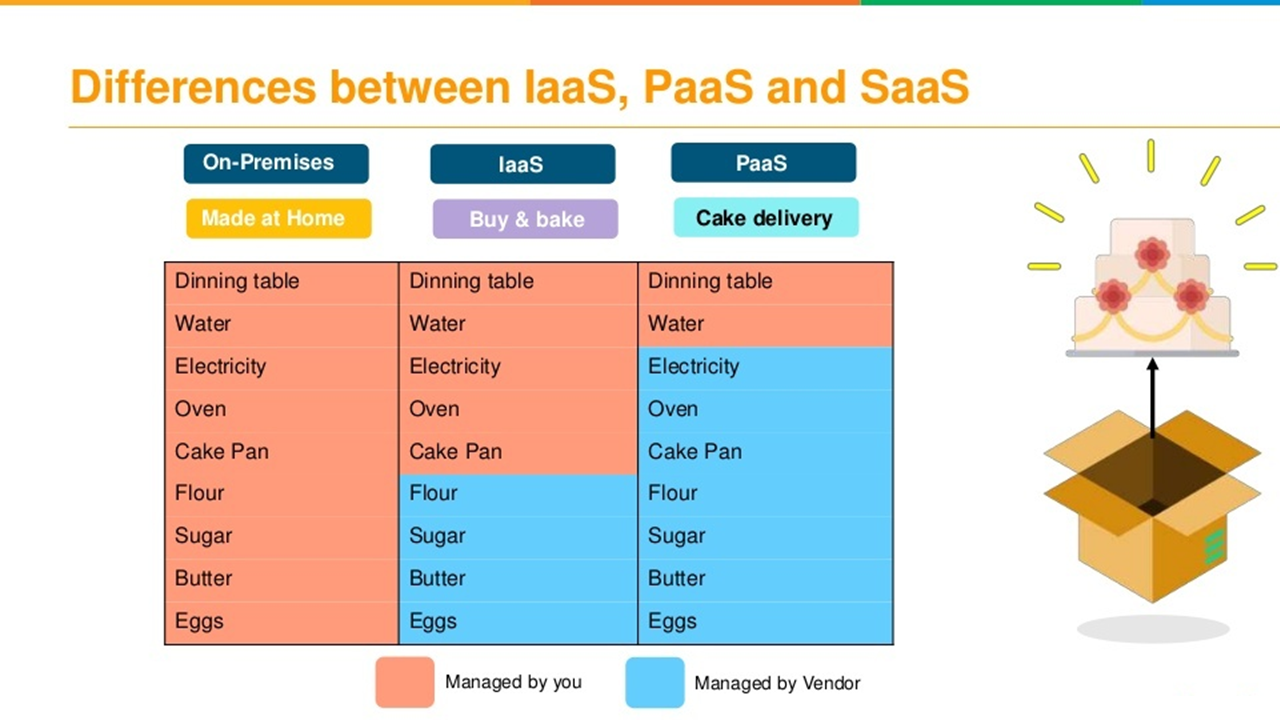 Differences between IaaS, PaaS and SaaS
On-Premises IaaS PaaS
Made at Home Buy & bake Cake delivery
Dinning table Dinning table Dinning table
Water Water Water
Electricity Electricity Electricity
Oven Oven Oven
Cake Pan Cake Pan Cake Pan
Flour Flour Flour
Sugar Sugar Sugar
Butter Butter Butter
Eggs Eggs Eggs
Managed by you Managed by Vendor